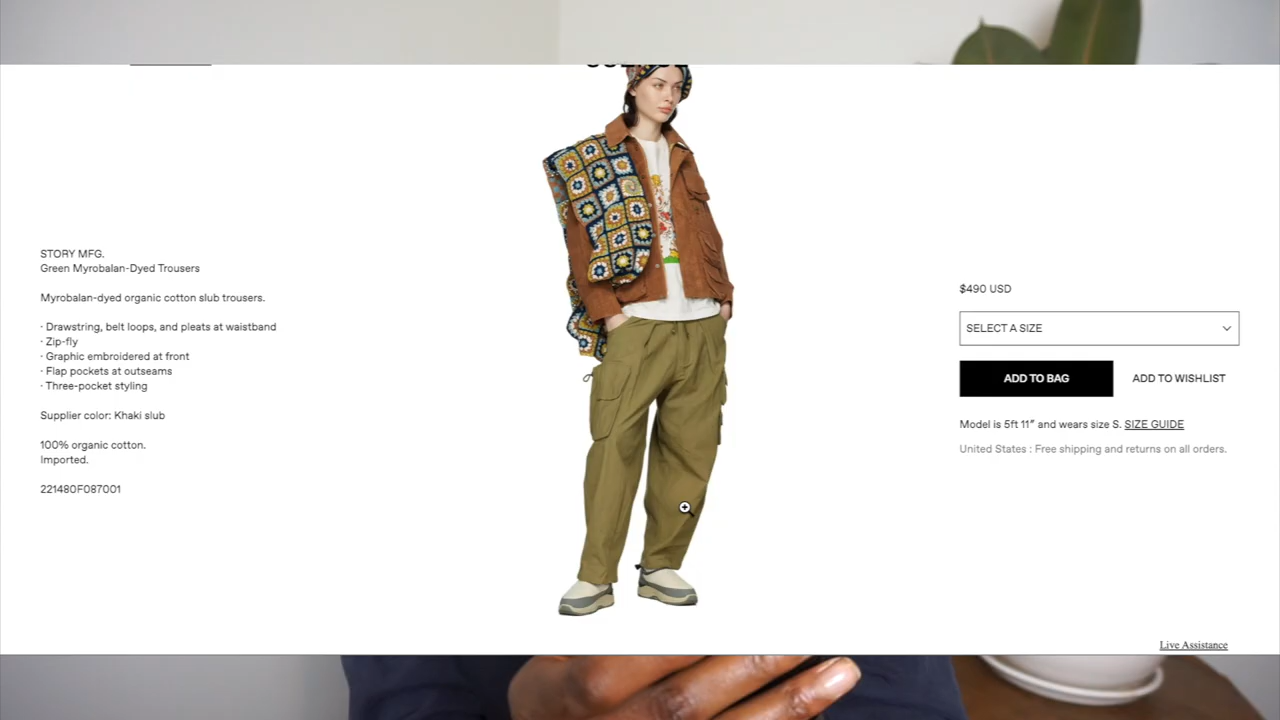 STORY MFG.
Green Myrobalan-Dyed Trousers
Myrobalan-dyed organic cotton slub trousers.
· Drawstring, belt loops, and pleats at waistband
· Zip-fly
· Graphic embroidered at front
· Flap pockets at outseams
· Three-pocket styling
Supplier color: Khaki slub
100% organic cotton.
Imported.
221480F087001
$490 USD
SELECT A SIZE
ADD TO BAG
ADD TO WISHLIST
Model is 5ft 11″ and wears size S. SIZE GUIDE
United States : Free shipping and returns on all orders.
Live Assistance